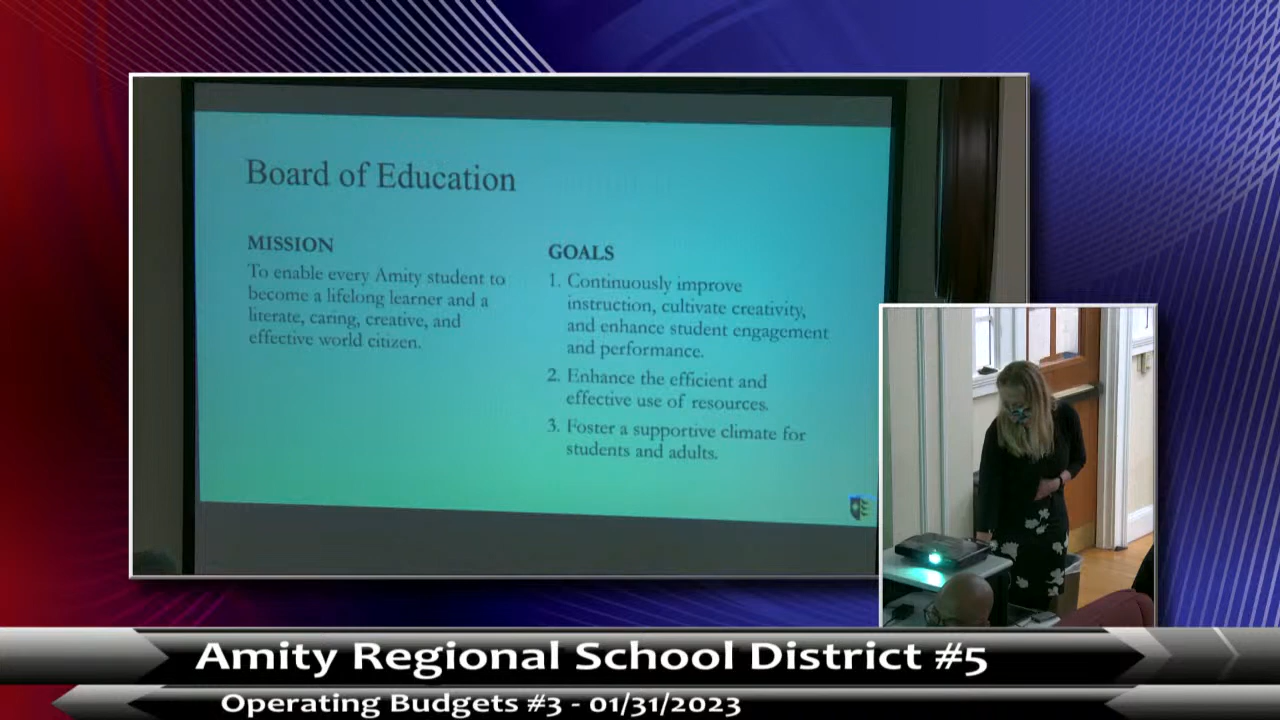 Board of Education
MISSION
To enable every Amity student to
become a lifelong learner and a
literate, caring, creative, and
effective world citizen.
GOALS
1. Continuously improve
instruction, cultivate creativity,
and enhance student engagement
and performance.
2. Enhance the efficient and
effective use of resources.
3. Foster a supportive climate for
students and adults.
Amity Regional School District #5
Operating Budgets #3 - 01/31/2023